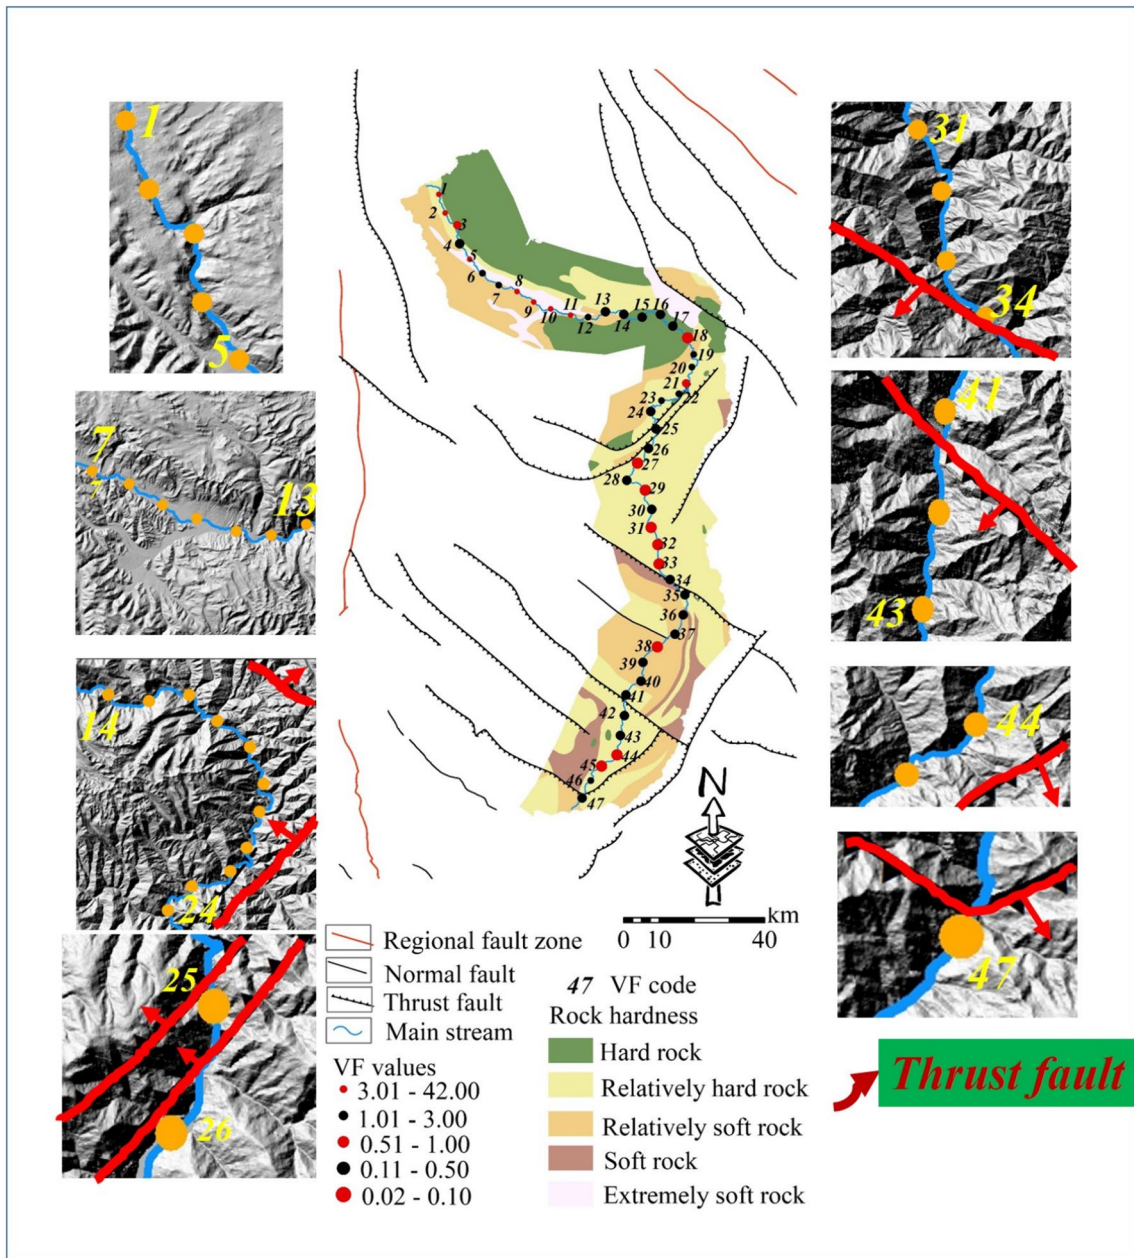 1
5
7
7
13
14
24
25
26
1
2
3
4
5
6
7
8
9
10
11
12
13
14
15
16
17
18
19
20
21
22
23
24
25
26
27
28
29
30
31
32
33
34
35
36
37
38
39
40
41
42
43
44
45
46
47
N
km
0 10 40
Regional fault zone
Normal fault
Thrust fault
Main stream
VF values
3.01 - 42.00
1.01 - 3.00
0.51 - 1.00
0.11 - 0.50
0.02 - 0.10
47 VF code
Rock hardness
Hard rock
Relatively hard rock
Relatively soft rock
Soft rock
Extremely soft rock
31
34
41
43
44
47
Thrust fault